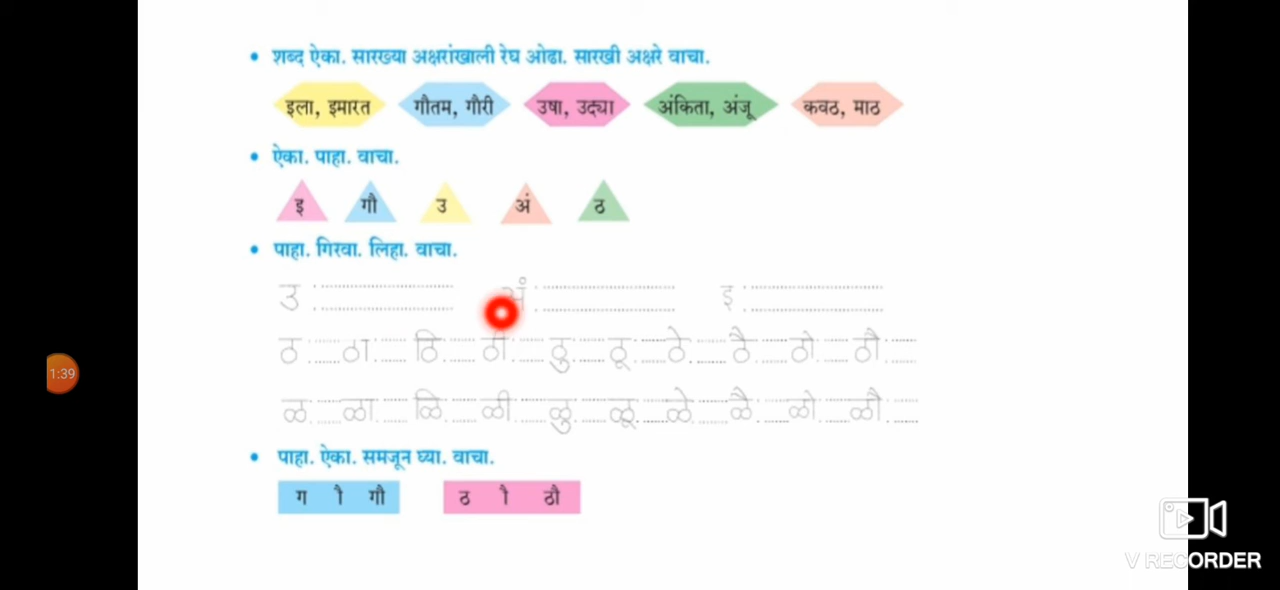 • शब्द ऐका. सारख्या अक्षरांखाली रेघ ओढा. सारखी अक्षरे वाचा.
इला, इमारत गौतम, गौरी उषा, उद्या अंकिता, अंजू कवठ, माठ
• ऐका. पाहा. वाचा.
इ गौ उ अं ठ
• पाहा. गिरवा. लिहा. वाचा.
उ अं इ
ठ ठा ठि ठी ठु ठू ठे ठै ठो ठौ
ळ ळा ळि ळी ळु ळू ळे ळै ळो ळौ
1:39
• पाहा. ऐका. समजून घ्या. वाचा.
ग ौ गौ ठ ौ ठौ
V RECORDER